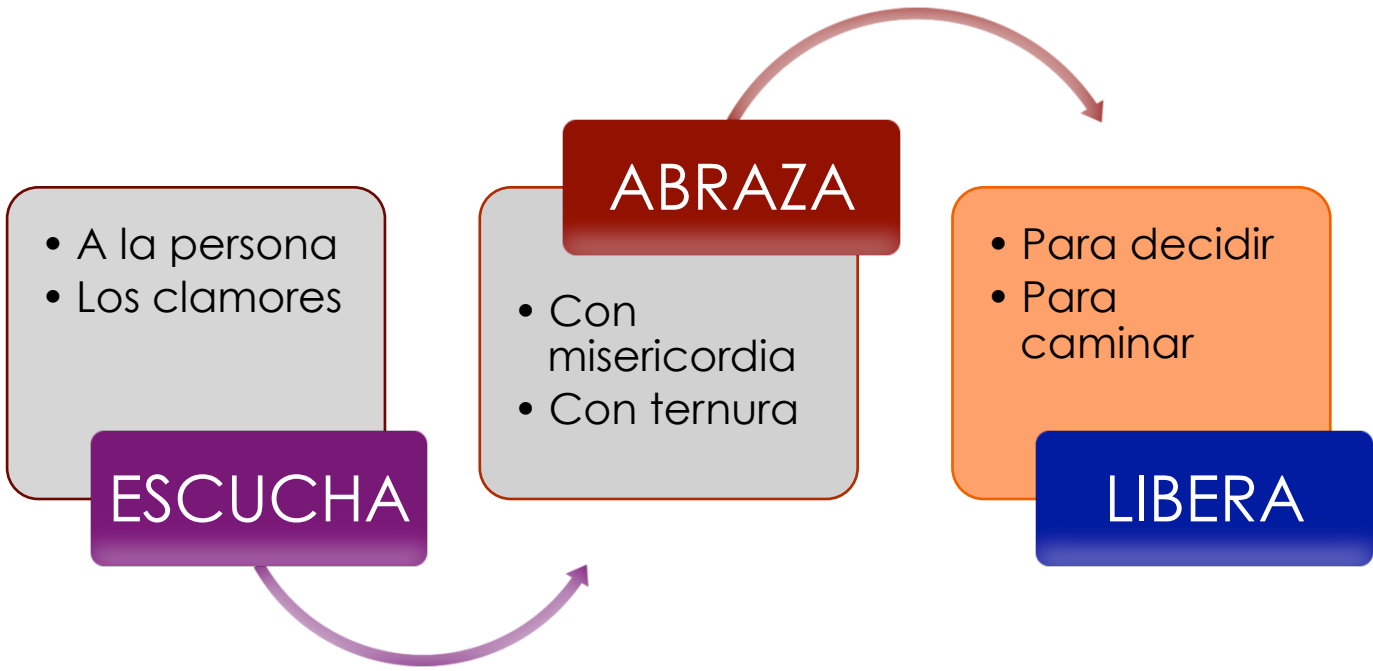 • A la persona
• Los clamores
ESCUCHA
ABRAZA
• Con
misericordia
• Con ternura
• Para decidir
• Para
caminar
LIBERA